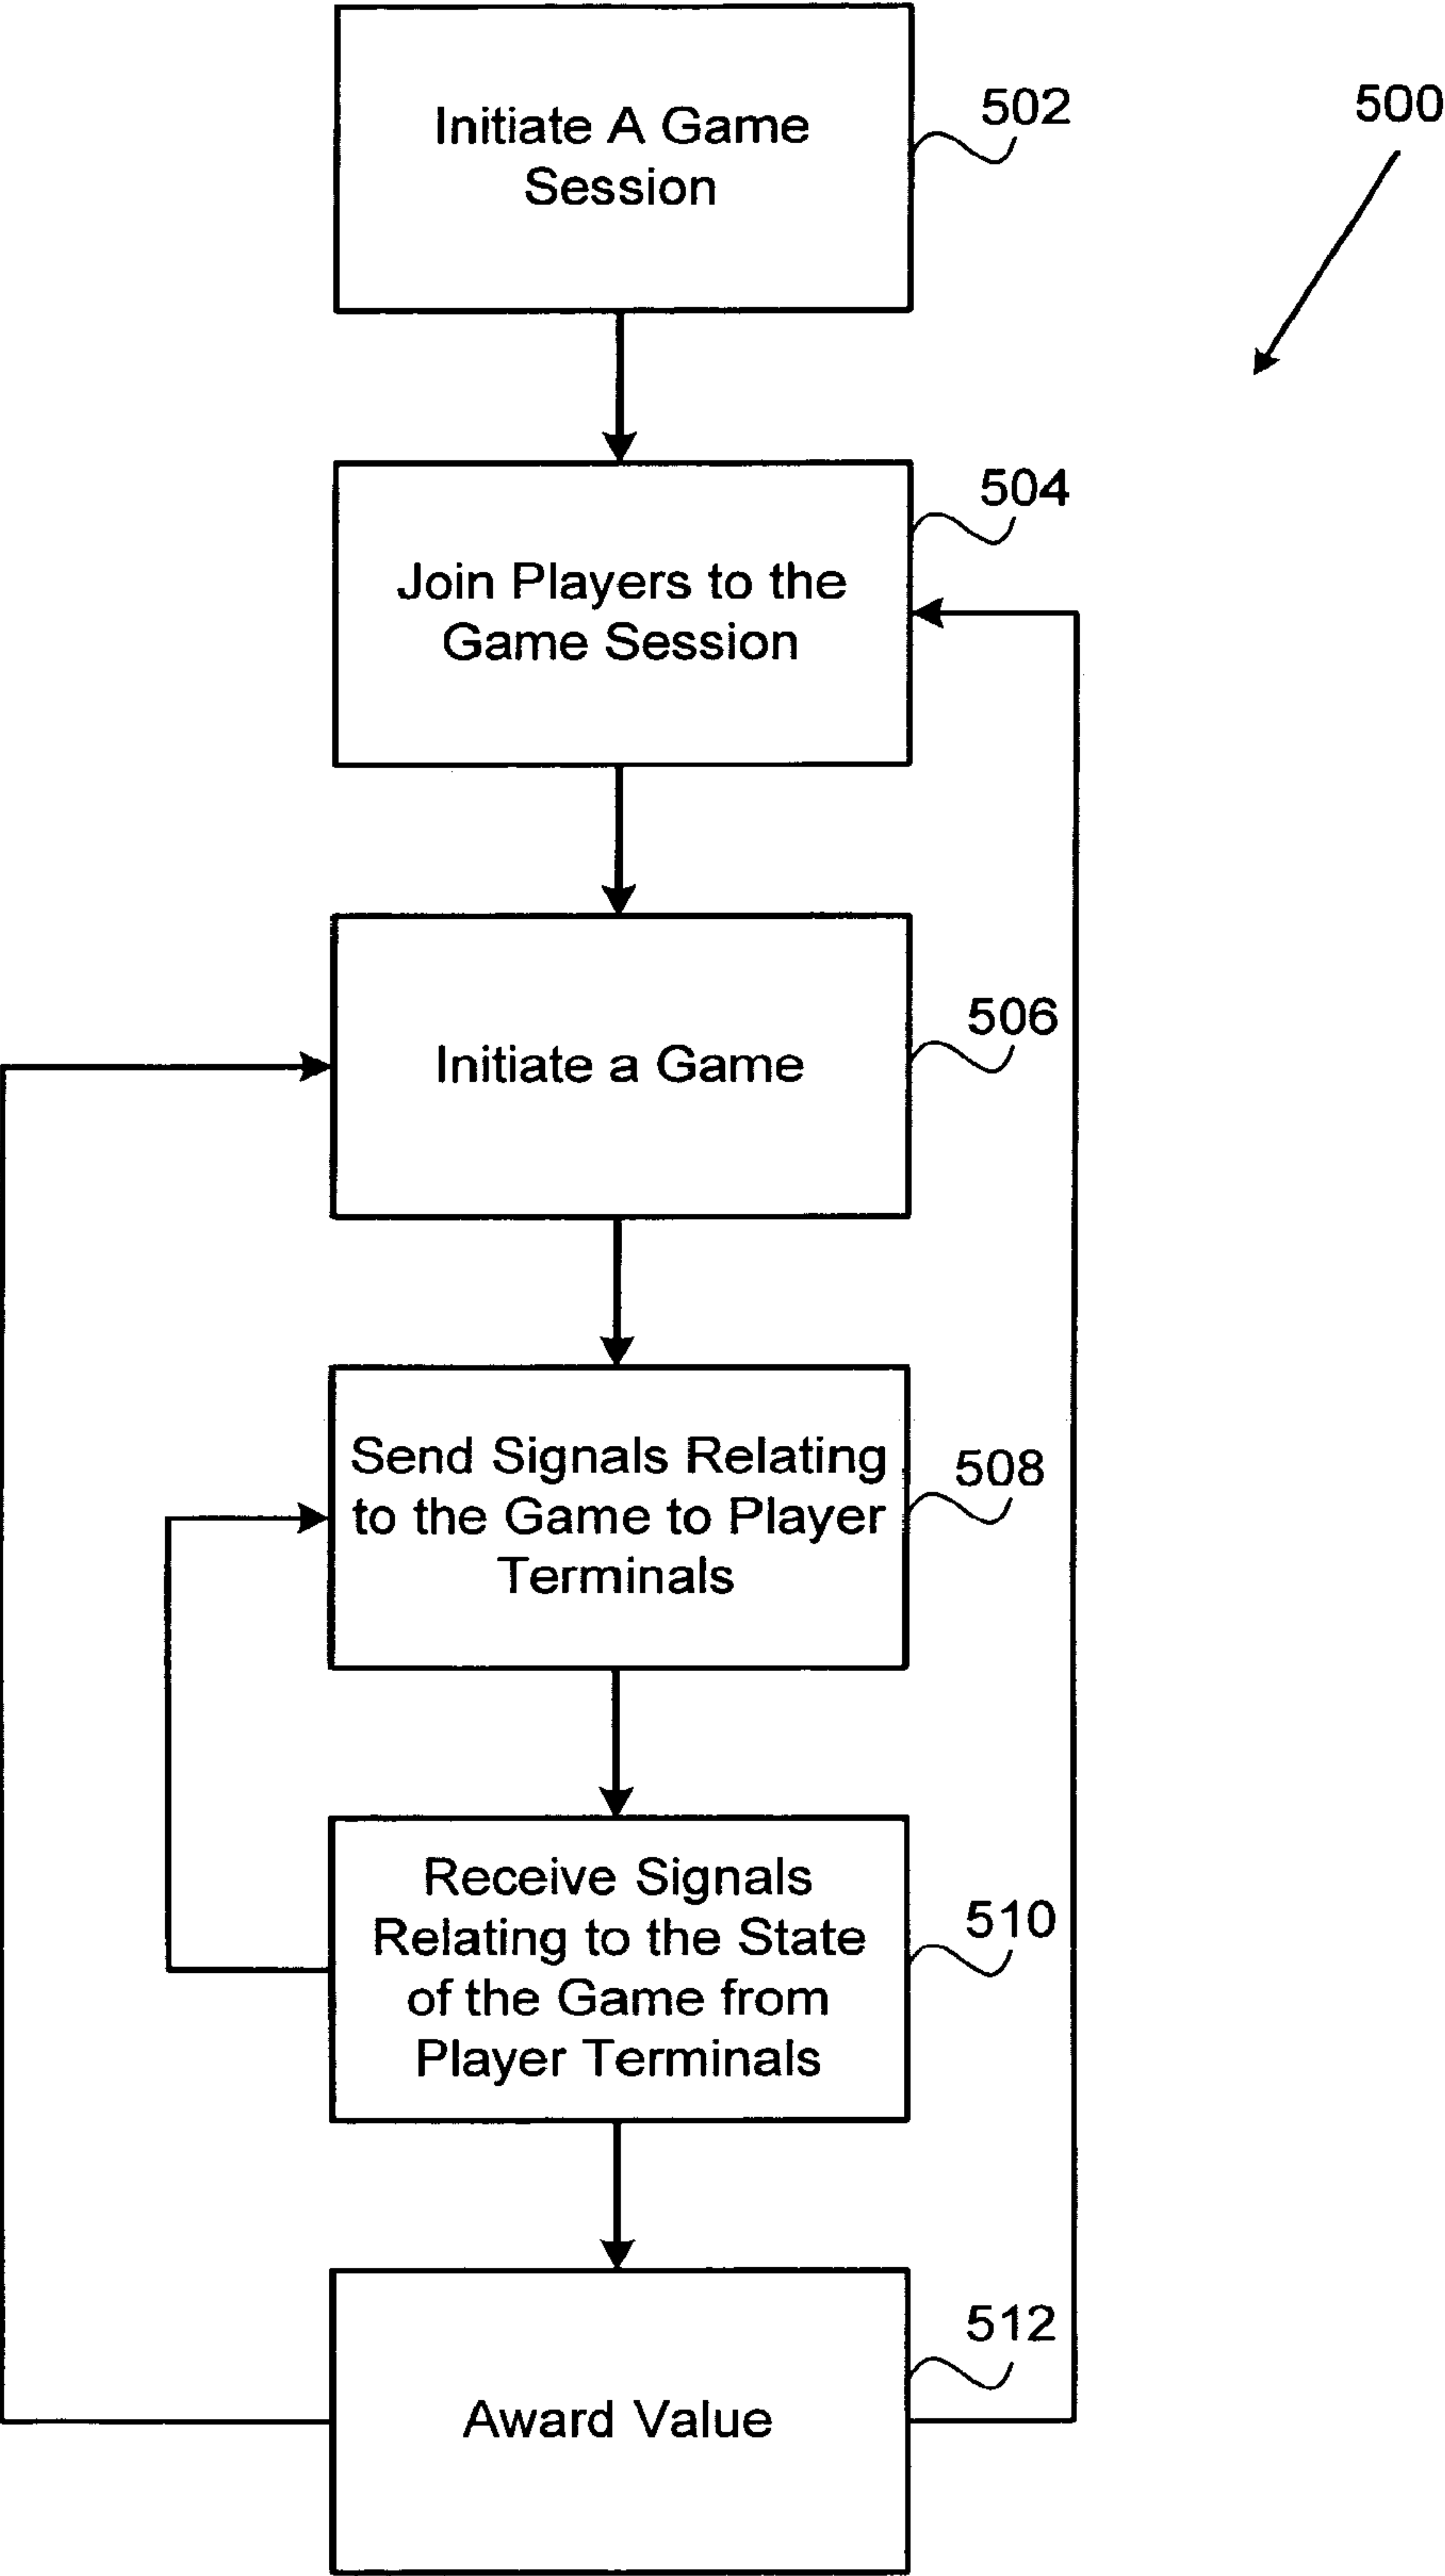 Initiate A Game
Session
502
500
Join Players to the
Game Session
504
Initiate a Game
506
Send Signals Relating
to the Game to Player
Terminals
508
Receive Signals
Relating to the State
of the Game from
Player Terminals
510
Award Value
512